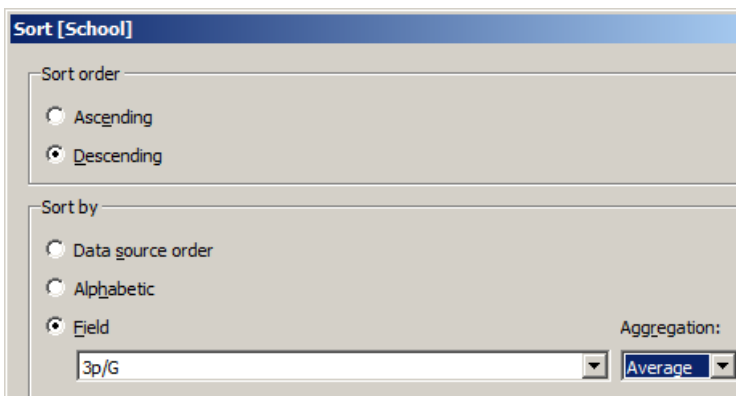 Sort [School]
Sort order
Ascending
Descending
Sort by
Data source order
Alphabetic
Field
Aggregation:
3p/G
Average